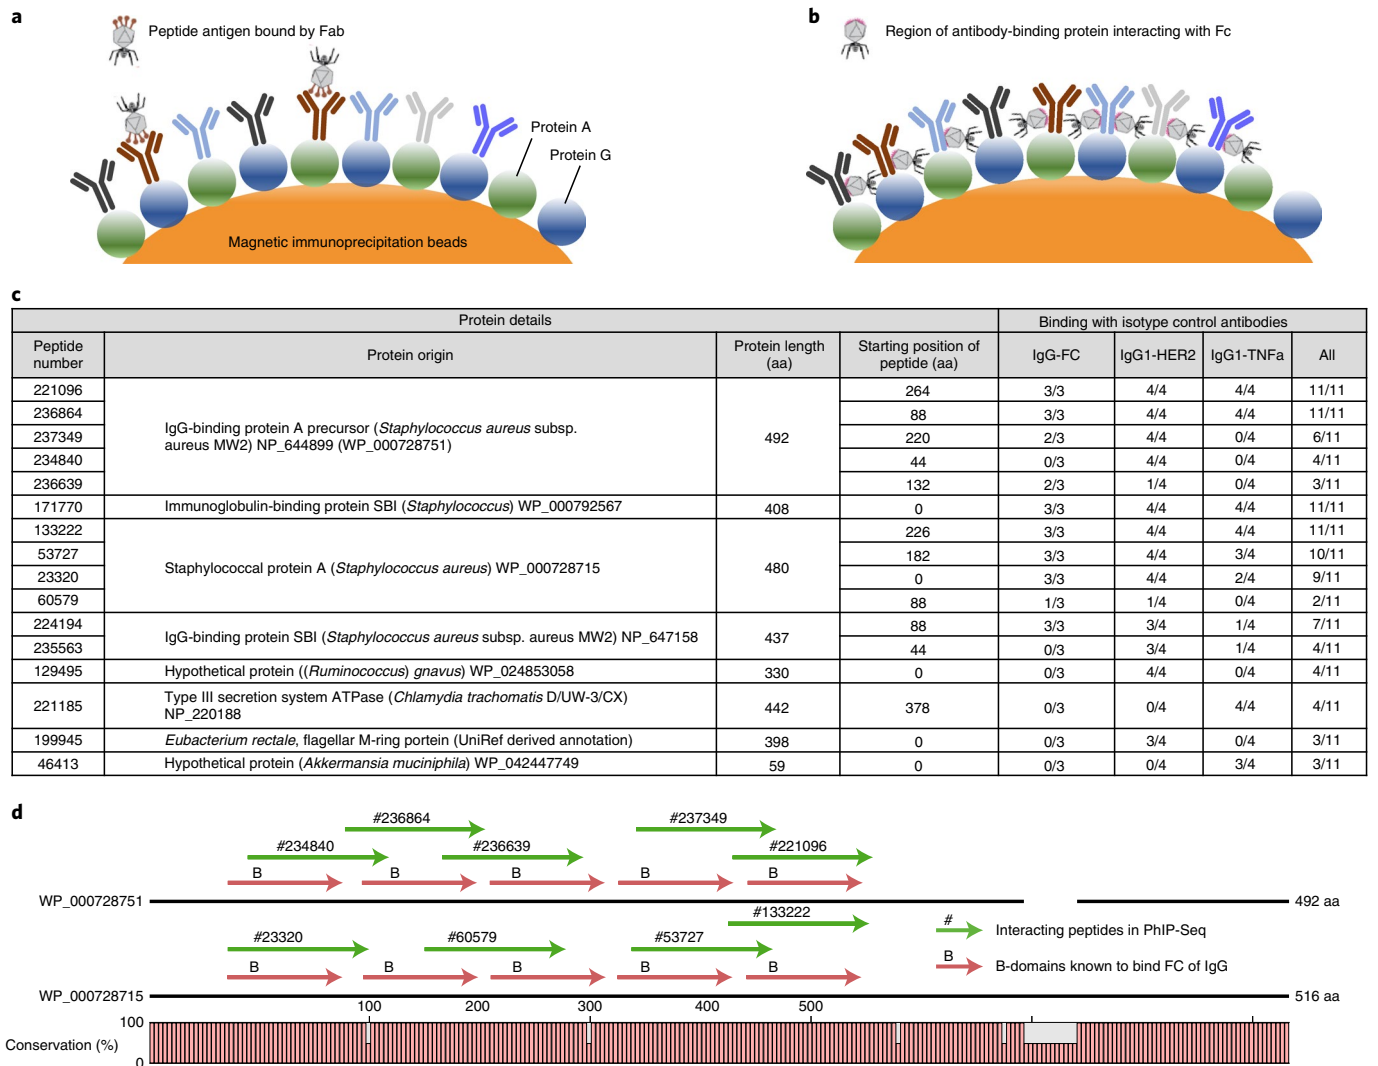 a
Peptide antigen bound by Fab
Protein A
Protein G
Magnetic immunoprecipitation beads
b
Region of antibody-binding protein interacting with Fc
c
Protein details
Binding with isotype control antibodies
Peptide number
Protein origin
Protein length (aa)
Starting position of peptide (aa)
IgG-FC
IgG1-HER2
IgG1-TNFa
All
221096 264 3/3 4/4 4/4 11/11
236864 88 3/3 4/4 4/4 11/11
IgG-binding protein A precursor (Staphylococcus aureus subsp.
aureus MW2) NP_644899 (WP_000728751)
492
237349 220 2/3 4/4 0/4 6/11
234840 44 0/3 4/4 0/4 4/11
236639 132 2/3 1/4 0/4 3/11
171770 Immunoglobulin-binding protein SBI (Staphylococcus) WP_000792567 408 0 3/3 4/4 4/4 11/11
133222 226 3/3 4/4 4/4 11/11
53727 182 3/3 4/4 3/4 10/11
Staphylococcal protein A (Staphylococcus aureus) WP_000728715 480
23320 0 3/3 4/4 2/4 9/11
60579 88 1/3 1/4 0/4 2/11
224194 88 3/3 3/4 1/4 7/11
IgG-binding protein SBI (Staphylococcus aureus subsp. aureus MW2) NP_647158 437
235563 44 0/3 3/4 1/4 4/11
129495 Hypothetical protein ((Ruminococcus) gnavus) WP_024853058 330 0 0/3 4/4 0/4 4/11
221185 Type III secretion system ATPase (Chlamydia trachomatis D/UW-3/CX)
NP_220188 442 378 0/3 0/4 4/4 4/11
199945 Eubacterium rectale, flagellar M-ring portein (UniRef derived annotation) 398 0 0/3 3/4 0/4 3/11
46413 Hypothetical protein (Akkermansia muciniphila) WP_042447749 59 0 0/3 0/4 3/4 3/11
d
#236864 #237349
#234840 #236639 #221096
B B B B B
WP_000728751 492 aa
#133222
#
Interacting peptides in PhIP-Seq
#23320 #60579 #53727
B B B B B
B
B-domains known to bind FC of IgG
WP_000728715 516 aa
100 200 300 400 500
100
Conservation (%)
0